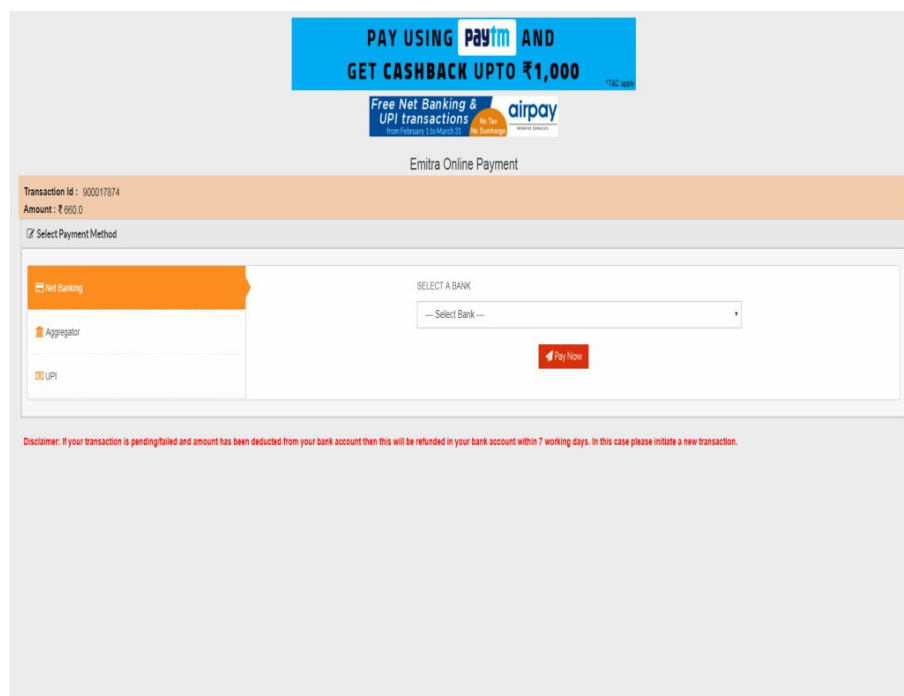 PAY USING Paytm AND
GET CASHBACK UPTO ₹1,000
*T&C apply
Free Net Banking &
UPI transactions
from February 1 to March 31
No Tax
No Surcharge
airpay
PAYMENT SERVICES
Emitra Online Payment
Transaction Id : 900017874
Amount : ₹ 660.0
Select Payment Method
Net Banking
SELECT A BANK
--- Select Bank ---
Aggregator
Pay Now
UPI
Disclaimer: If your transaction is pending/failed and amount has been deducted from your bank account then this will be refunded in your bank account within 7 working days. In this case please initiate a new transaction.